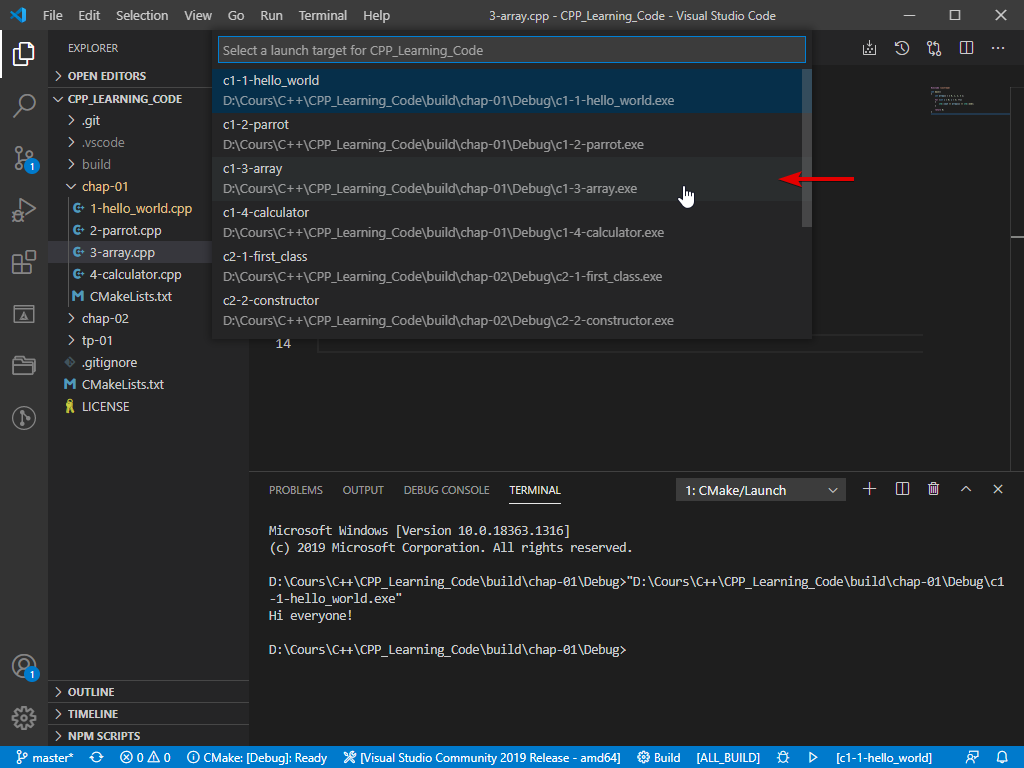 File Edit Selection View Go Run Terminal Help 3-array.cpp - CPP_Learning_Code - Visual Studio Code
EXPLORER
OPEN EDITORS
CPP_LEARNING_CODE
.git
.vscode
build
chap-01
1-hello_world.cpp
2-parrot.cpp
3-array.cpp
4-calculator.cpp
CMakeLists.txt
chap-02
tp-01
.gitignore
CMakeLists.txt
LICENSE
OUTLINE
TIMELINE
NPM SCRIPTS
1
1
Select a launch target for CPP_Learning_Code
c1-1-hello_world
D:\Cours\C++\CPP_Learning_Code\build\chap-01\Debug\c1-1-hello_world.exe
c1-2-parrot
D:\Cours\C++\CPP_Learning_Code\build\chap-01\Debug\c1-2-parrot.exe
c1-3-array
D:\Cours\C++\CPP_Learning_Code\build\chap-01\Debug\c1-3-array.exe
c1-4-calculator
D:\Cours\C++\CPP_Learning_Code\build\chap-01\Debug\c1-4-calculator.exe
c2-1-first_class
D:\Cours\C++\CPP_Learning_Code\build\chap-02\Debug\c2-1-first_class.exe
c2-2-constructor
D:\Cours\C++\CPP_Learning_Code\build\chap-02\Debug\c2-2-constructor.exe
14
PROBLEMS OUTPUT DEBUG CONSOLE TERMINAL 1: CMake/Launch
Microsoft Windows [Version 10.0.18363.1316]
(c) 2019 Microsoft Corporation. All rights reserved.
D:\Cours\C++\CPP_Learning_Code\build\chap-01\Debug>"D:\Cours\C++\CPP_Learning_Code\build\chap-01\Debug\c1
-1-hello_world.exe"
Hi everyone!
D:\Cours\C++\CPP_Learning_Code\build\chap-01\Debug>
master* 0 0 CMake: [Debug]: Ready [Visual Studio Community 2019 Release - amd64] Build [ALL_BUILD] [c1-1-hello_world]